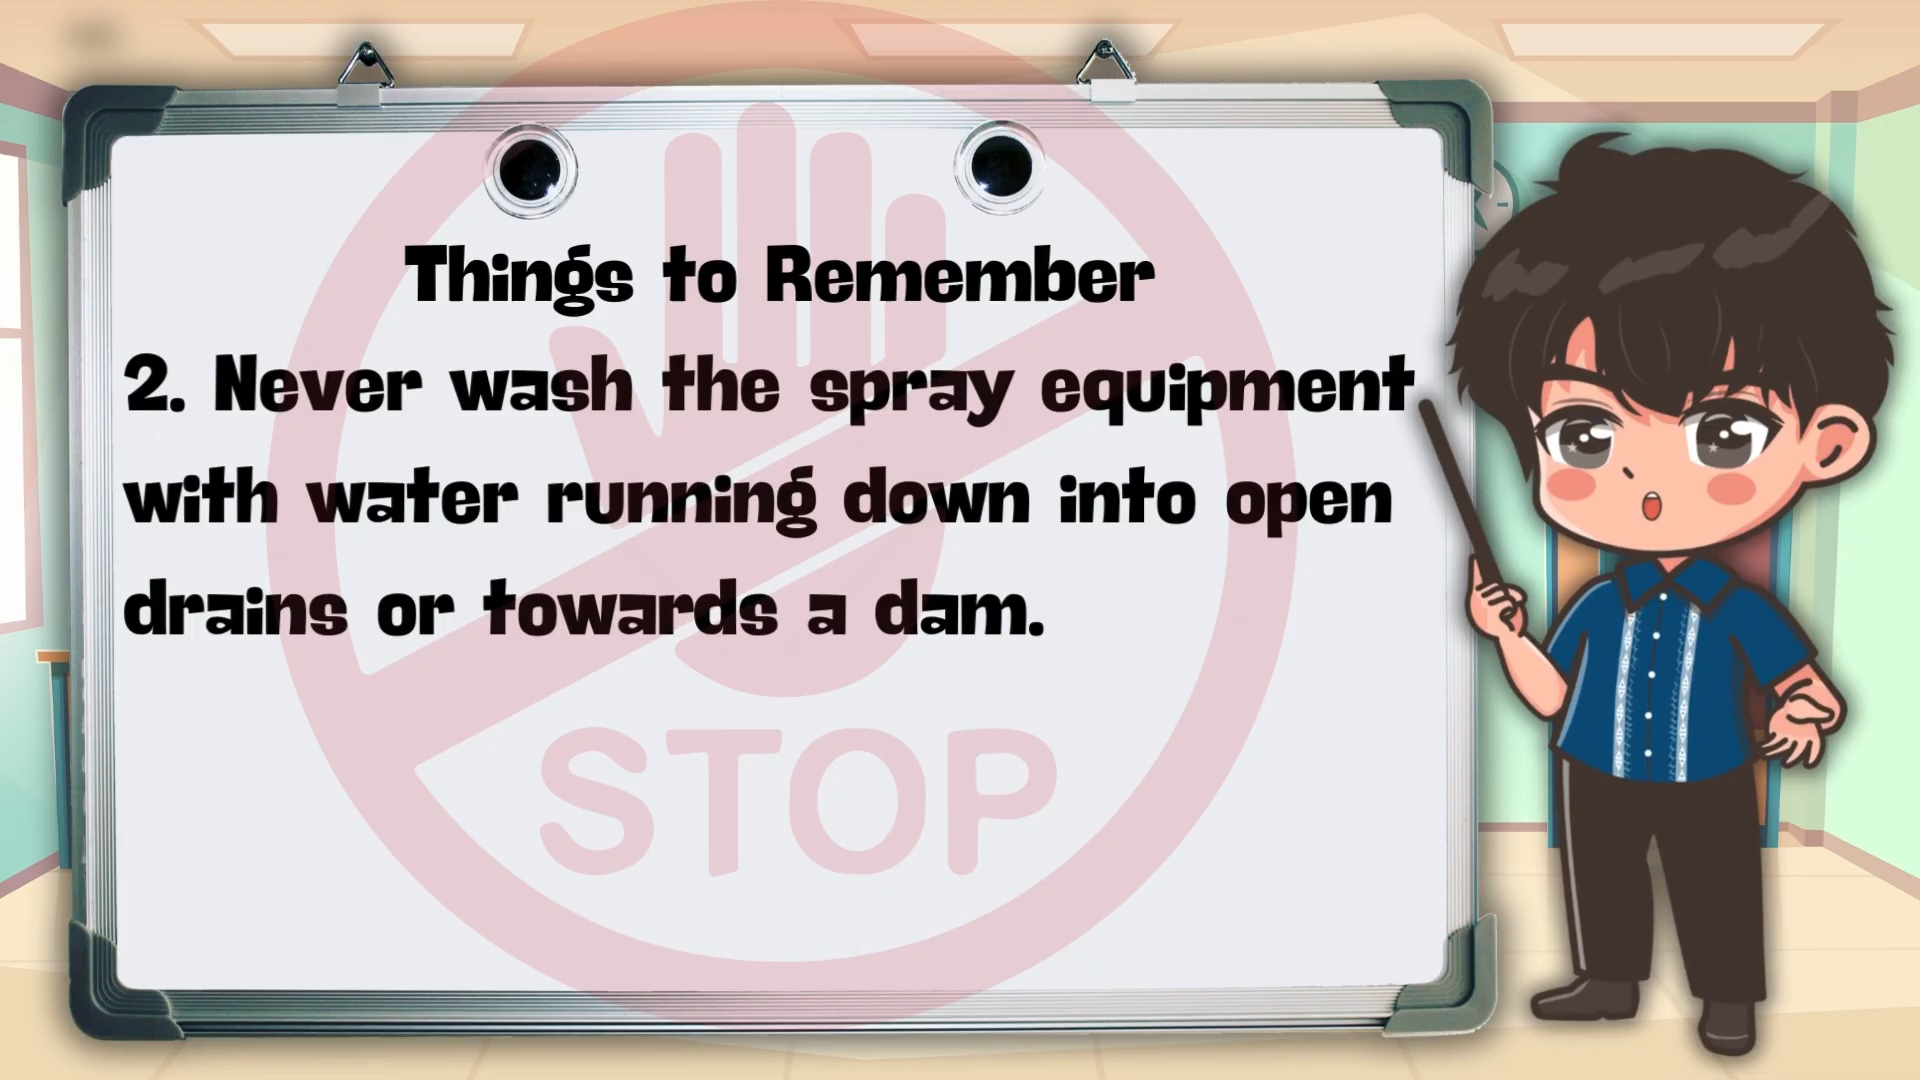 Things to Remember
2. Never wash the spray equipment
with water running down into open
drains or towards a dam.
STOP